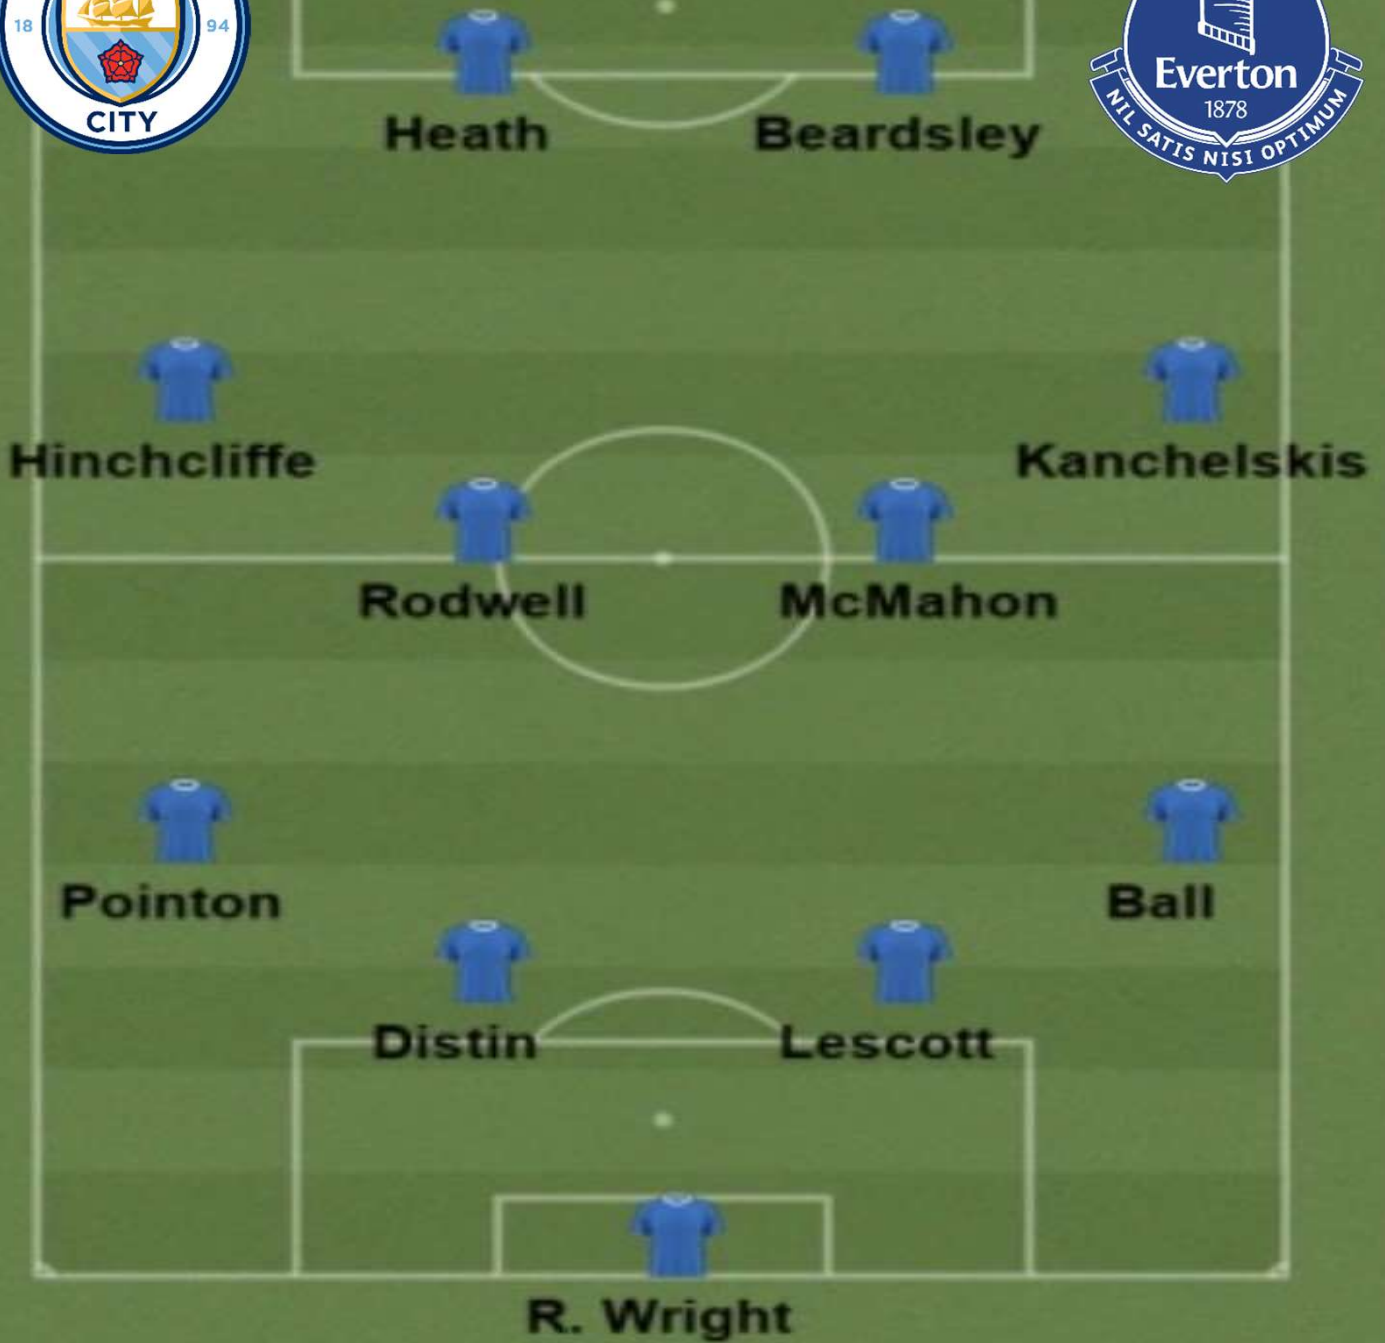 18 94
CITY
Everton
1878
NIL SATIS NISI OPTIMUM
Heath
Beardsley
Hinchcliffe
Kanchelskis
Rodwell
McMahon
Pointon
Ball
Distin
Lescott
R. Wright